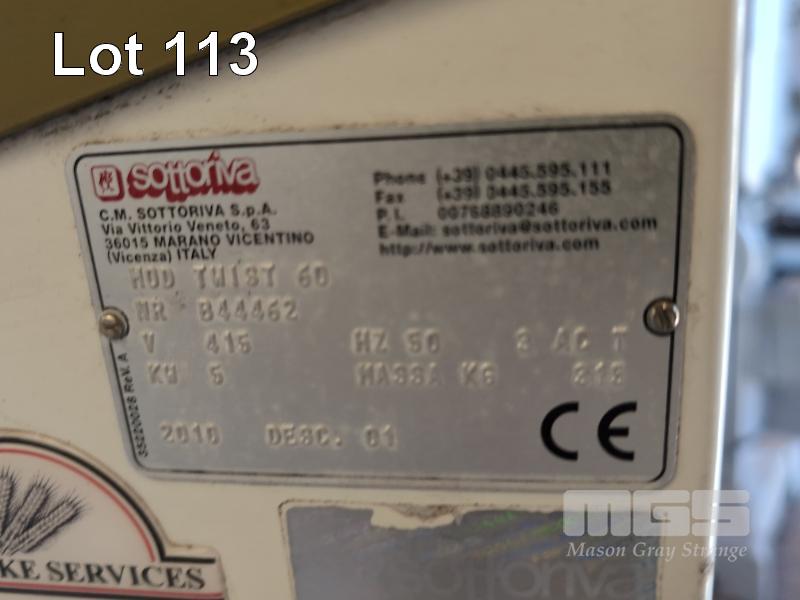 Lot 113
sottoriva
C.M. SOTTORIVA S.p.A.
Via Vittorio Veneto, 63
36015 MARANO VICENTINO
(Vicenza) ITALY
Phone (+39) 0445.595.111
Fax (+39) 0445.595.155
P.I. 00768890246
E-Mail: sottoriva@sottoriva.com
http://www.sottoriva.com
MOD TWIST 60
NR B44462
V 415 HZ 50 3 AC T
KW 5 MASSA KG
2010 DESC. 01
35220028 Rev. A
CE
KE SERVICES
MGS
Mason Gray Strange
sottoriva